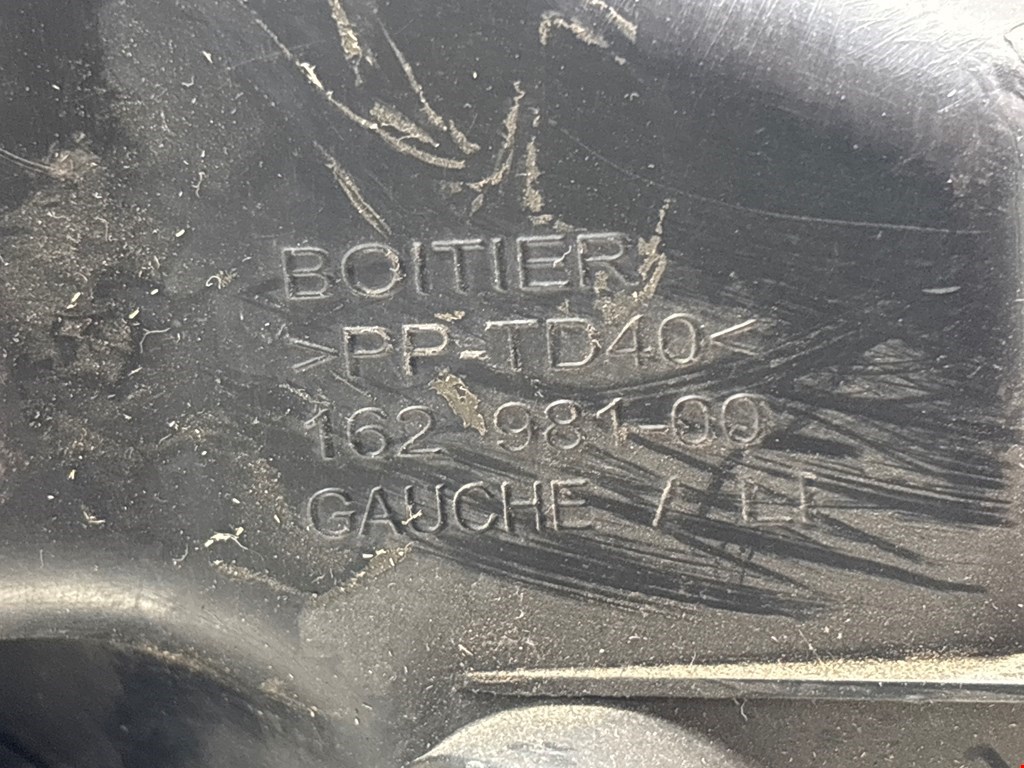 BOITIER
>PP-TD40<
162 981-00
GAUCHE /